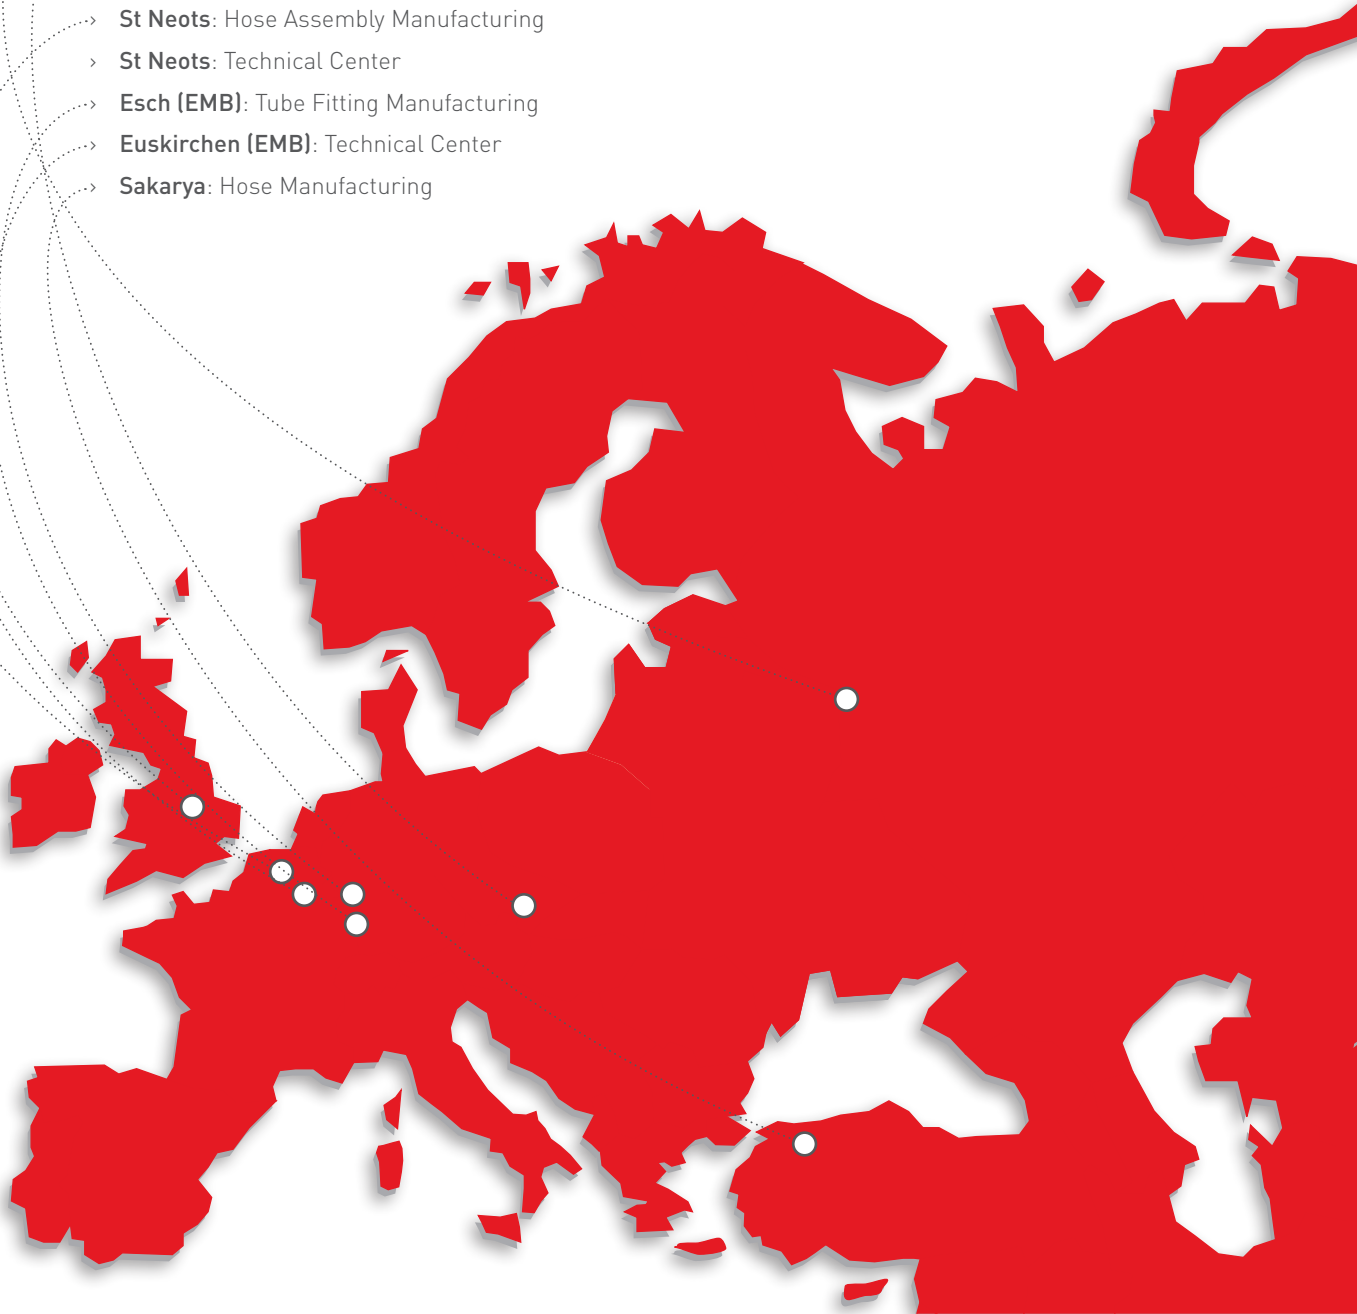 St Neots: Hose Assembly Manufacturing
St Neots: Technical Center
Esch (EMB): Tube Fitting Manufacturing
Euskirchen (EMB): Technical Center
Sakarya: Hose Manufacturing